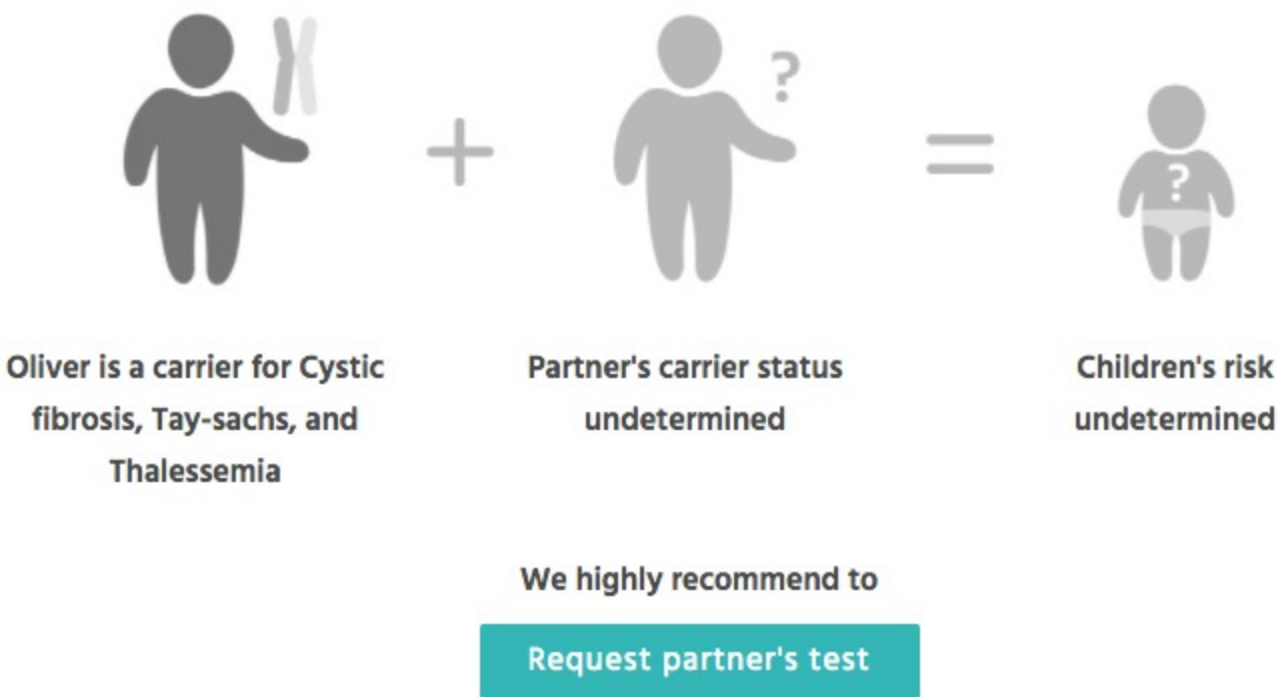 ?
?
Oliver is a carrier for Cystic
fibrosis, Tay-sachs, and
Thalessemia
Partner's carrier status
undetermined
Children's risk
undetermined
We highly recommend to
Request partner's test